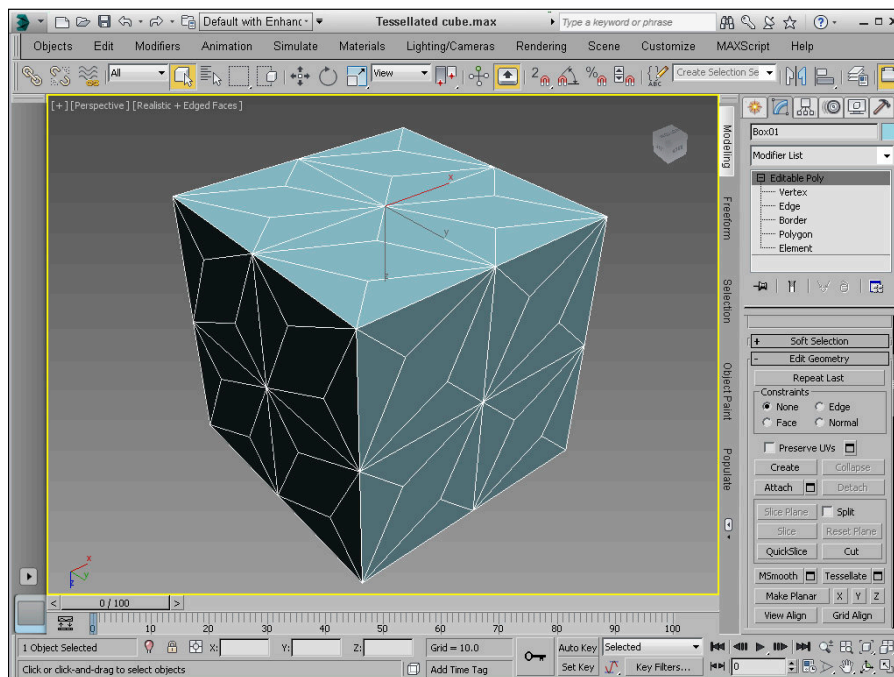 Default with Enhanc
Tessellated cube.max
Type a keyword or phrase
Objects Edit Modifiers Animation Simulate Materials Lighting/Cameras Rendering Scene Customize MAXScript Help
All
View
2
%
ABC
Create Selection Se
[ + ] [Perspective ] [Realistic + Edged Faces ]
x
y
z
x
y
z
Modeling
Freeform
Selection
Object Paint
Populate
Box01
Modifier List
Editable Poly
Vertex
Edge
Border
Polygon
Element
+ Soft Selection
- Edit Geometry
Repeat Last
Constraints
None Edge
Face Normal
Preserve UVs
Create Collapse
Attach Detach
Slice Plane Split
Slice Reset Plane
QuickSlice Cut
MSmooth Tessellate
Make Planar X Y Z
View Align Grid Align
< 0 / 100 >
0 10 20 30 40 50 60 70 80 90 100
1 Object Selected X: Y: Z: Grid = 10.0 Auto Key Selected
Click or click-and-drag to select objects Add Time Tag Set Key Key Filters... 0